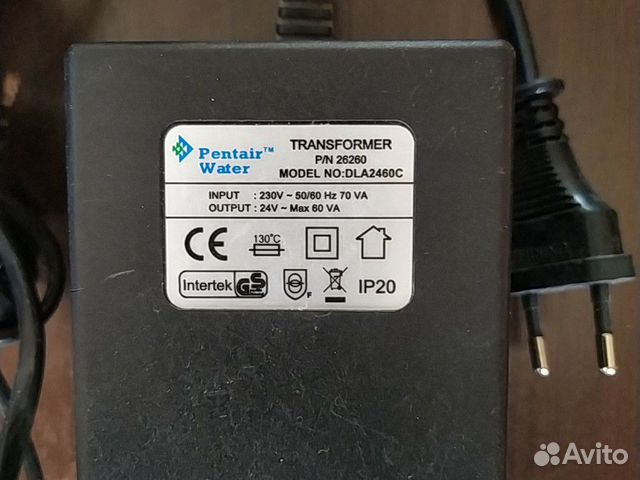 Pentair™
Water
TRANSFORMER
P/N 26260
MODEL NO:DLA2460C
INPUT : 230V ~ 50/60 Hz 70 VA
OUTPUT : 24V ~ Max 60 VA
CE
130°C
Intertek
GS
F
IP20
Avito